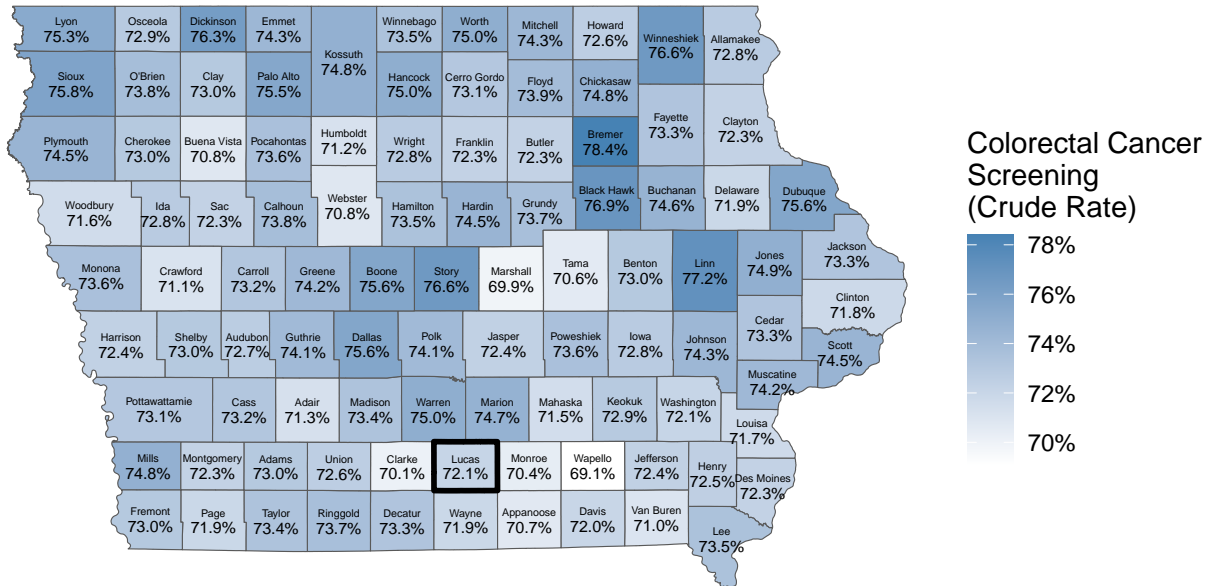 Lyon
75.3%
Osceola
72.9%
Dickinson
76.3%
Emmet
74.3%
Kossuth
74.8%
Winnebago
73.5%
Worth
75.0%
Mitchell
74.3%
Howard
72.6%
Winneshiek
76.6%
Allamakee
72.8%
Sioux
75.8%
O'Brien
73.8%
Clay
73.0%
Palo Alto
75.5%
Hancock
75.0%
Cerro Gordo
73.1%
Floyd
73.9%
Chickasaw
74.8%
Fayette
73.3%
Clayton
72.3%
Plymouth
74.5%
Cherokee
73.0%
Buena Vista
70.8%
Pocahontas
73.6%
Humboldt
71.2%
Wright
72.8%
Franklin
72.3%
Butler
72.3%
Bremer
78.4%
Woodbury
71.6%
Ida
72.8%
Sac
72.3%
Calhoun
73.8%
Webster
70.8%
Hamilton
73.5%
Hardin
74.5%
Grundy
73.7%
Black Hawk
76.9%
Buchanan
74.6%
Delaware
71.9%
Dubuque
75.6%
Monona
73.6%
Crawford
71.1%
Carroll
73.2%
Greene
74.2%
Boone
75.6%
Story
76.6%
Marshall
69.9%
Tama
70.6%
Benton
73.0%
Linn
77.2%
Jones
74.9%
Jackson
73.3%
Clinton
71.8%
Harrison
72.4%
Shelby
73.0%
Audubon
72.7%
Guthrie
74.1%
Dallas
75.6%
Polk
74.1%
Jasper
72.4%
Poweshiek
73.6%
Iowa
72.8%
Johnson
74.3%
Cedar
73.3%
Scott
74.5%
Muscatine
74.2%
Pottawattamie
73.1%
Cass
73.2%
Adair
71.3%
Madison
73.4%
Warren
75.0%
Marion
74.7%
Mahaska
71.5%
Keokuk
72.9%
Washington
72.1%
Louisa
71.7%
Mills
74.8%
Montgomery
72.3%
Adams
73.0%
Union
72.6%
Clarke
70.1%
Lucas
72.1%
Monroe
70.4%
Wapello
69.1%
Jefferson
72.4%
Henry
72.5%
Des Moines
72.3%
Fremont
73.0%
Page
71.9%
Taylor
73.4%
Ringgold
73.7%
Decatur
73.3%
Wayne
71.9%
Appanoose
70.7%
Davis
72.0%
Van Buren
71.0%
Lee
73.5%
Colorectal Cancer
Screening
(Crude Rate)
78%
76%
74%
72%
70%